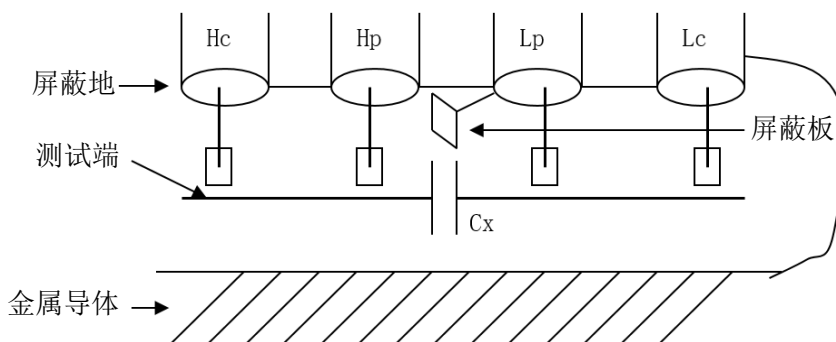 Hc Hp Lp Lc
屏蔽地
屏蔽板
测试端
Cx
金属导体